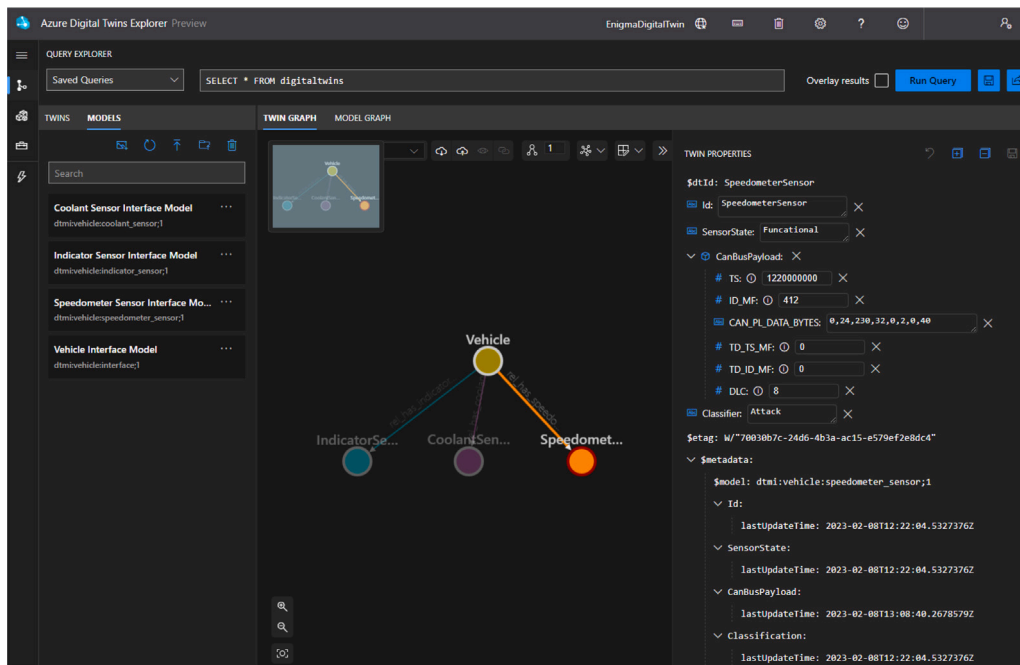 Azure Digital Twins Explorer Preview
EnigmaDigitalTwin
?
QUERY EXPLORER
Saved Queries
SELECT * FROM digitaltwins
Overlay results
Run Query
TWINS
MODELS
TWIN GRAPH
MODEL GRAPH
Search
Coolant Sensor Interface Model
dtmi:vehicle:coolant_sensor;1
Indicator Sensor Interface Model
dtmi:vehicle:indicator_sensor;1
Speedometer Sensor Interface Mo...
dtmi:vehicle:speedometer_sensor;1
Vehicle Interface Model
dtmi:vehicle:interface;1
Vehicle
1
Vehicle
rel_has_indicator
rel_has_speedo
IndicatorSe...
CoolantSen...
Speedomet...
TWIN PROPERTIES
$dtId: SpeedometerSensor
Id: SpeedometerSensor
SensorState: Funcational
CanBusPayload:
TS: 1220000000
ID_MF: 412
CAN_PL_DATA_BYTES: 0,24,230,32,0,2,0,40
TD_TS_MF: 0
TD_ID_MF: 0
DLC: 8
Classifier: Attack
$etag: W/"70030b7c-24d6-4b3a-ac15-e579ef2e8dc4"
$metadata:
$model: dtmi:vehicle:speedometer_sensor;1
Id:
lastUpdateTime: 2023-02-08T12:22:04.5327376Z
SensorState:
lastUpdateTime: 2023-02-08T12:22:04.5327376Z
CanBusPayload:
lastUpdateTime: 2023-02-08T13:08:40.2678579Z
Classification:
lastUpdateTime: 2023-02-08T12:22:04.5327376Z